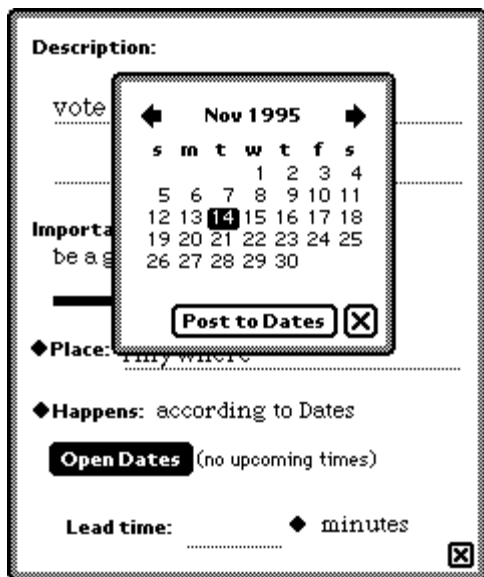 Description:
vote
Nov 1995
s m t w t f s
1 2 3 4
5 6 7 8 9 10 11
12 13 14 15 16 17 18
19 20 21 22 23 24 25
26 27 28 29 30
Importa
be a g
Post to Dates
Place:
Happens: according to Dates
Open Dates (no upcoming times)
Lead time: minutes